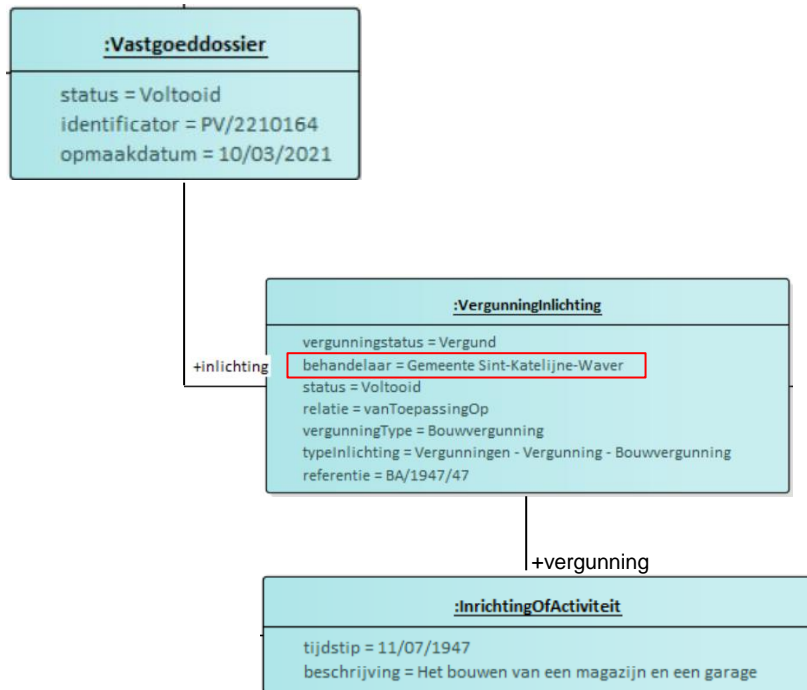 :Vastgoeddossier
status = Voltooid
identificator = PV/2210164
opmaakdatum = 10/03/2021
+inlichting
:VergunningInlichting
vergunningstatus = Vergund
behandelaar = Gemeente Sint-Katelijne-Waver
status = Voltooid
relatie = vanToepassingOp
vergunningType = Bouwvergunning
typeInlichting = Vergunningen - Vergunning - Bouwvergunning
referentie = BA/1947/47
+vergunning
:InrichtingOfActiviteit
tijdstip = 11/07/1947
beschrijving = Het bouwen van een magazijn en een garage